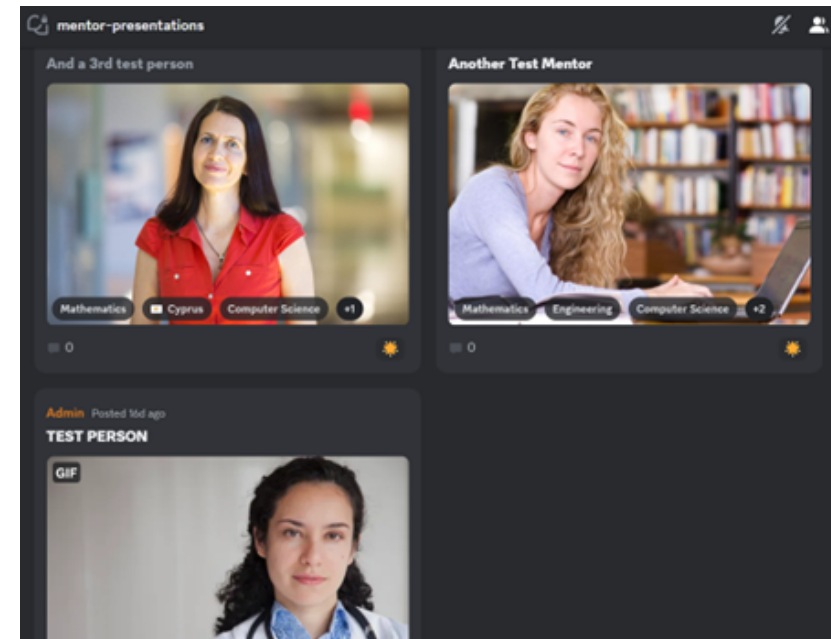 mentor-presentations
And a 3rd test person
Mathematics Cyprus Computer Science +1
0
Another Test Mentor
Mathematics Engineering Computer Science +2
0
Admin Posted 16d ago
TEST PERSON
GIF